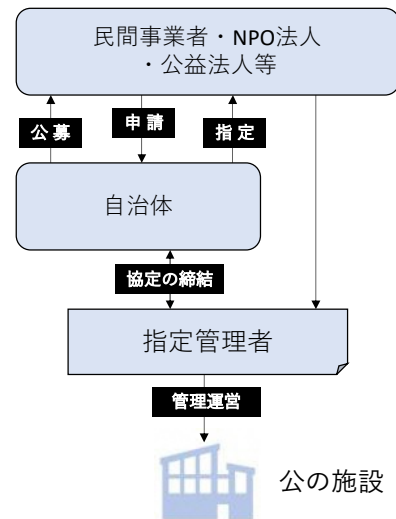 民間事業者・NPO法人
・公益法人等
公募
申請
指定
自治体
協定の締結
指定管理者
管理運営
公の施設